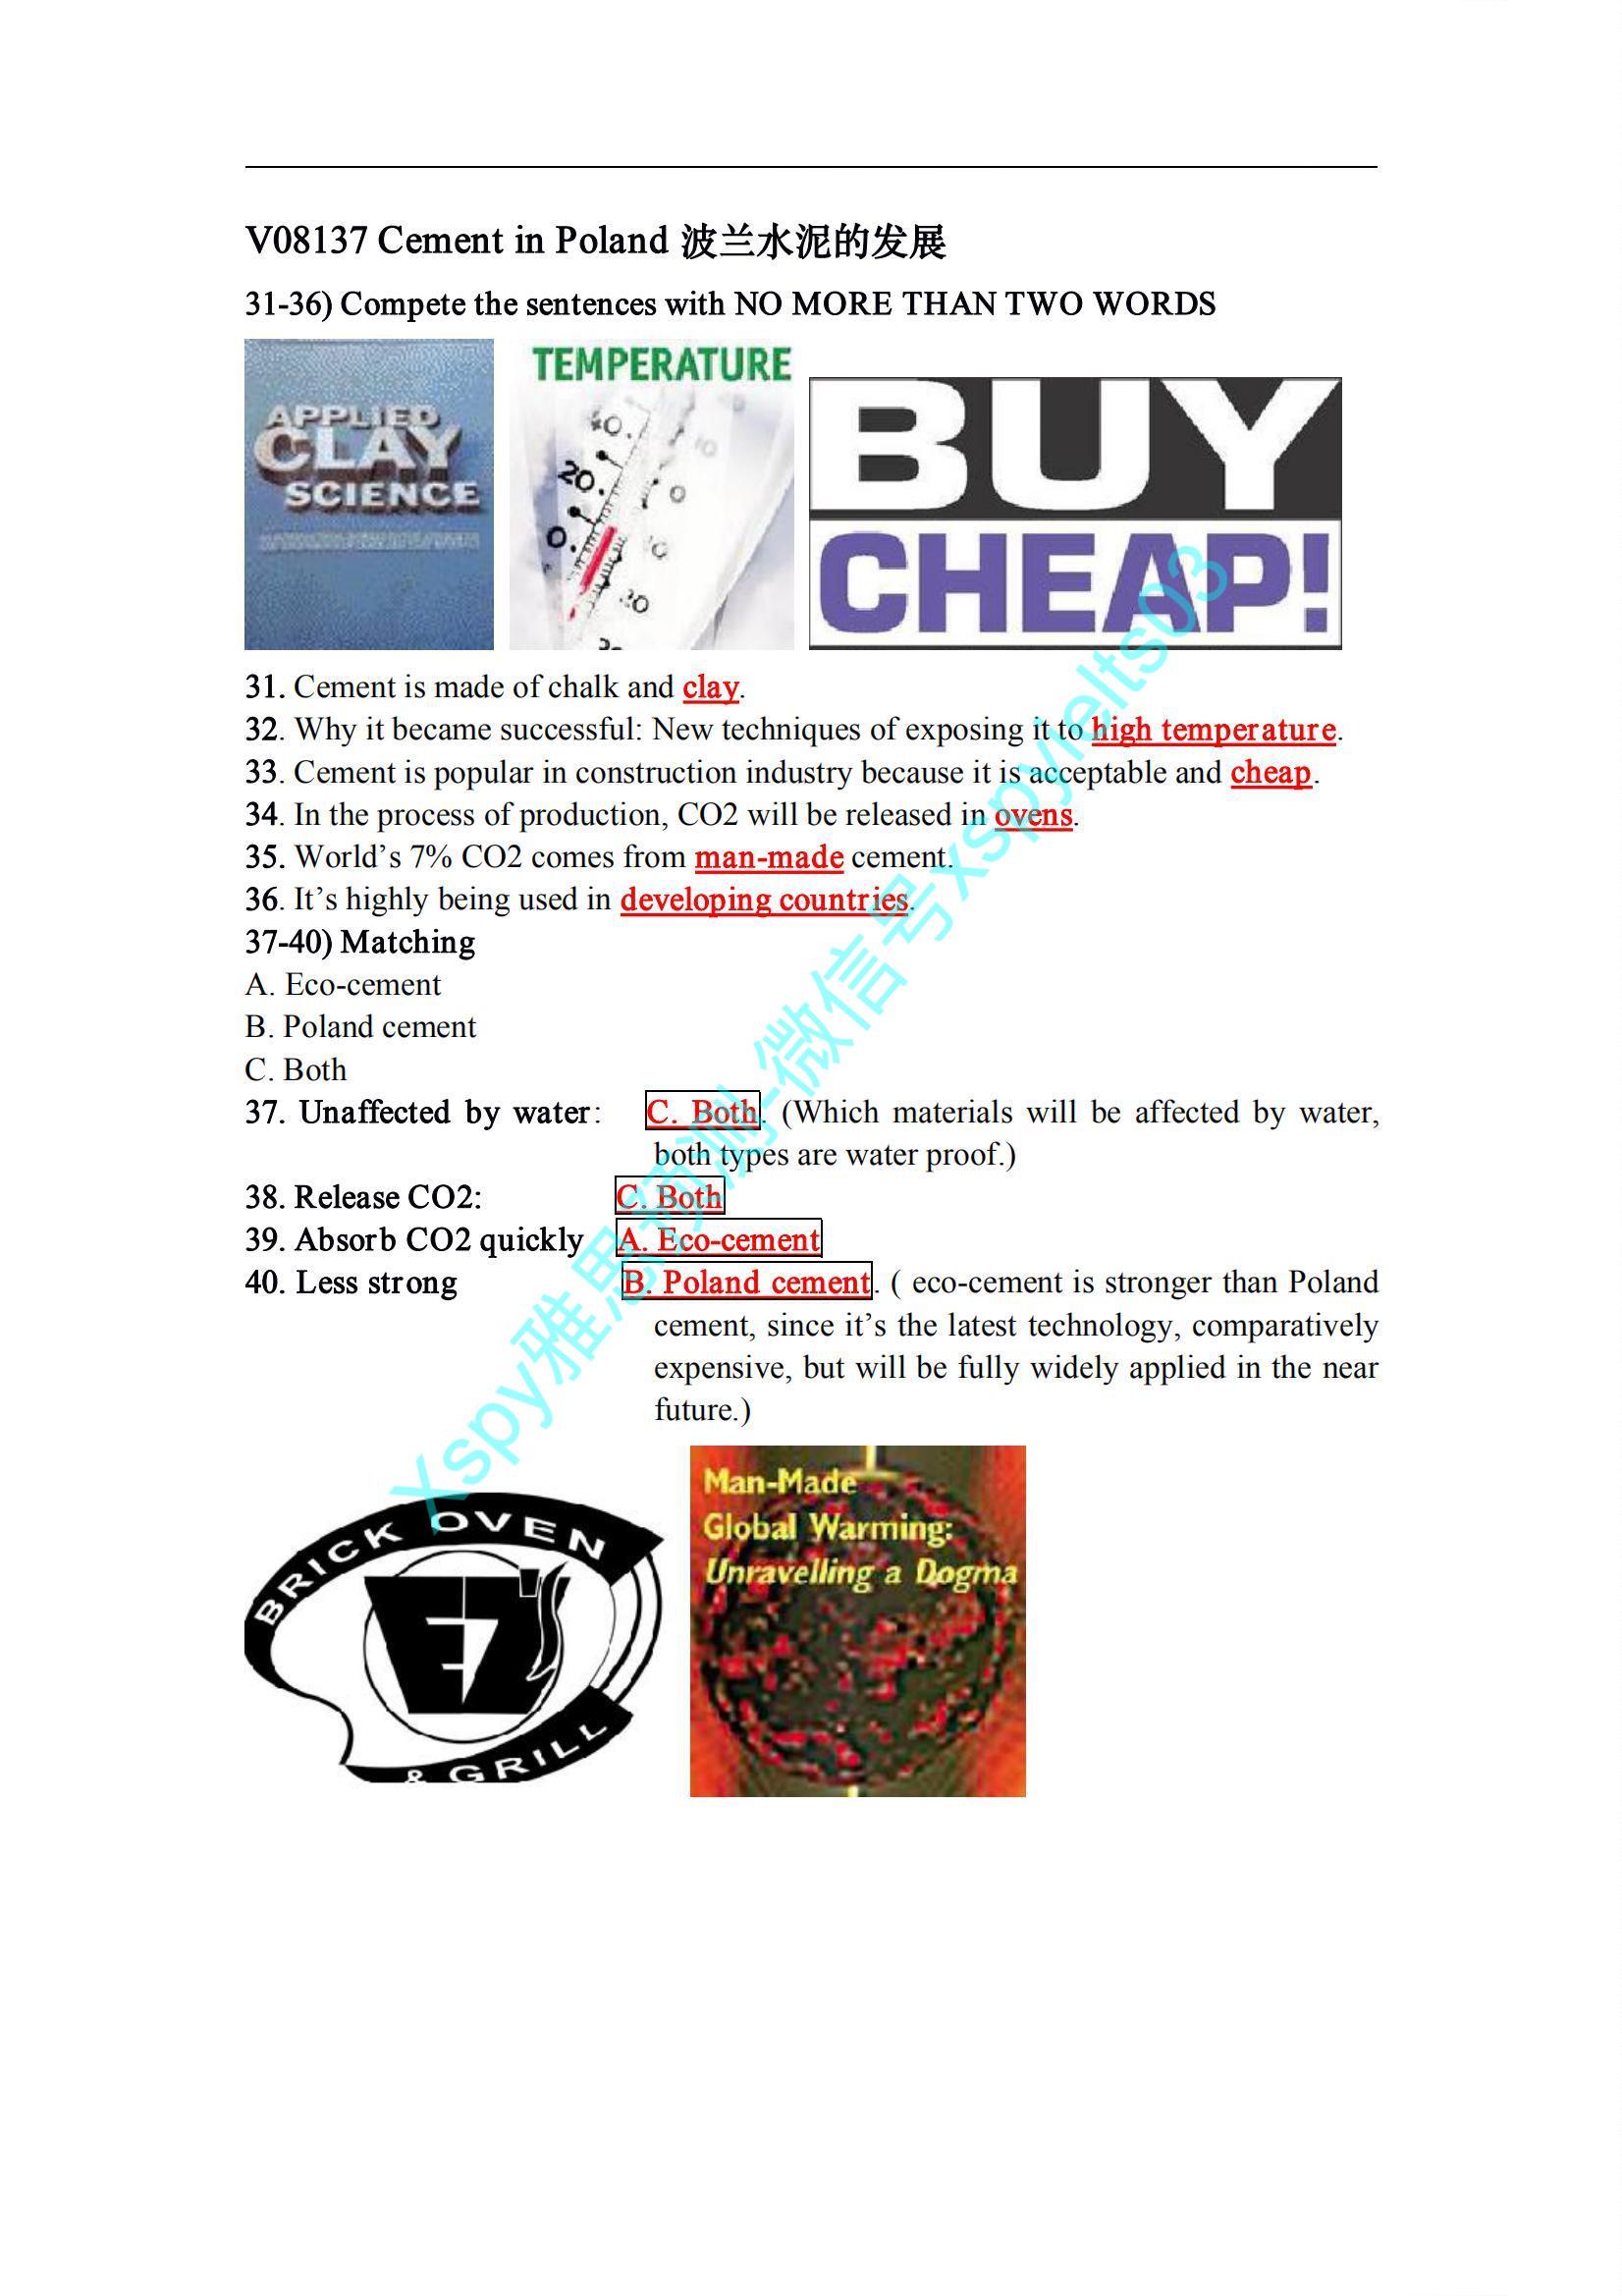 V08137 Cement in Poland 波兰水泥的发展
31-36) Compete the sentences with NO MORE THAN TWO WORDS
APPLIED
CLAY
SCIENCE
TEMPERATURE
40.
20.
0.
BUY
CHEAP!
31. Cement is made of chalk and clay.
32. Why it became successful: New techniques of exposing it to high temperature.
33. Cement is popular in construction industry because it is acceptable and cheap.
34. In the process of production, CO2 will be released in ovens.
35. World’s 7% CO2 comes from man-made cement.
36. It’s highly being used in developing countries.
37-40) Matching
A. Eco-cement
B. Poland cement
C. Both
37. Unaffected by water: C. Both. (Which materials will be affected by water,
both types are water proof.)
38. Release CO2: C. Both
39. Absorb CO2 quickly A. Eco-cement
40. Less strong B. Poland cement. ( eco-cement is stronger than Poland
cement, since it’s the latest technology, comparatively
expensive, but will be fully widely applied in the near
future.)
Xspy雅思预测-微信号xspyielts03
BRICK OVEN
& GRILL
Man-Made
Global Warming:
Unravelling a Dogma